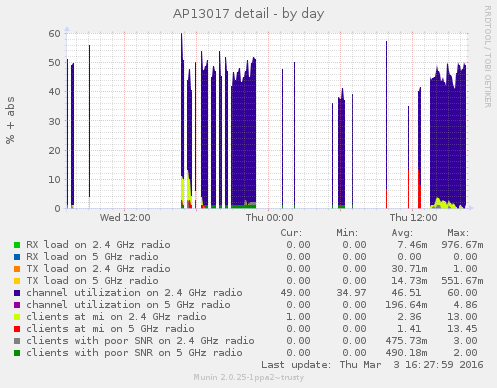 AP13017 detail - by day
RRDTOOL / TOBI OETIKER
% + abs
60
50
40
30
20
10
0
Wed 12:00 Thu 00:00 Thu 12:00
Cur: Min: Avg: Max:
RX load on 2.4 GHz radio 0.00 0.00 7.46m 976.67m
RX load on 5 GHz radio 0.00 0.00 0.00 0.00
TX load on 2.4 GHz radio 0.00 0.00 30.71m 1.00
TX load on 5 GHz radio 0.00 0.00 14.73m 551.67m
channel utilization on 2.4 GHz radio 49.00 34.97 46.51 60.00
channel utilization on 5 GHz radio 0.00 0.00 196.64m 4.86
clients at mi on 2.4 GHz radio 1.00 0.00 2.36 13.00
clients at mi on 5 GHz radio 0.00 0.00 1.41 13.45
clients with poor SNR on 2.4 GHz radio 0.00 0.00 475.73m 3.00
clients with poor SNR on 5 GHz radio 0.00 0.00 490.18m 2.00
Last update: Thu Mar 3 16:27:59 2016
Munin 2.0.25-1ppa2~trusty